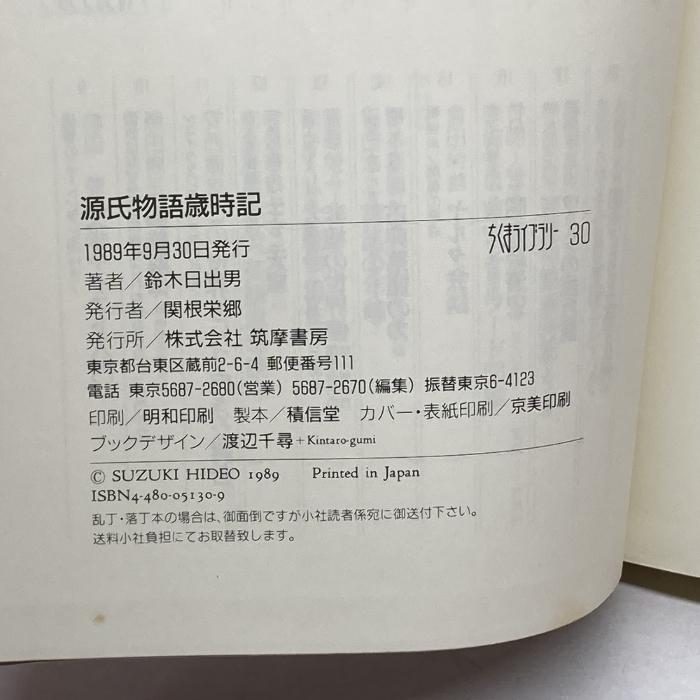 源氏物語歳時記
ちくまライブラリー 30
1989年9月30日発行
著者／鈴木日出男
発行者／関根栄郷
発行所／株式会社 筑摩書房
東京都台東区蔵前2-6-4 郵便番号111
電話 東京5687-2680(営業) 5687-2670(編集) 振替東京6-4123
印刷／明和印刷 製本／積信堂 カバー・表紙印刷／京美印刷
ブックデザイン／渡辺千尋+Kintaro-gumi
© SUZUKI HIDEO 1989 Printed in Japan
ISBN4-480-05130-9
乱丁・落丁本の場合は、御面倒ですが小社読者係宛に御送付下さい。
送料小社負担にてお取替致します。